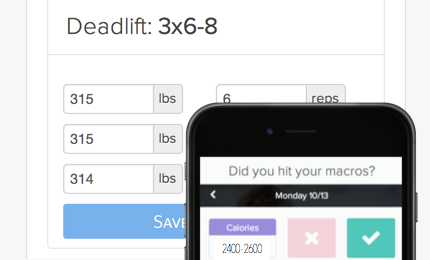 Deadlift: 3x6-8
315 lbs
6 reps
315 lbs
314 lbs
SAVE
Did you hit your macros?
Monday 10/13
Calories
2400-2600